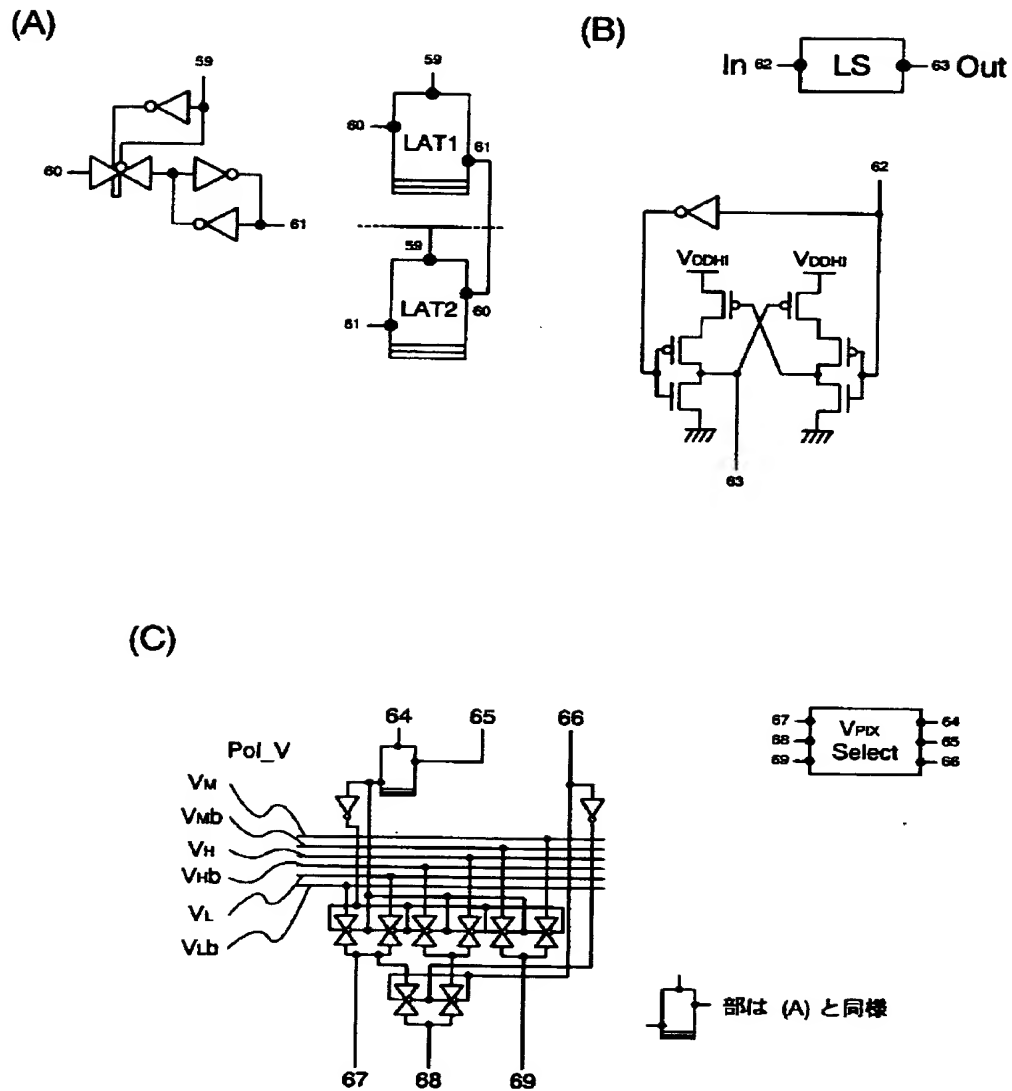 (A)
59
60
61
59
60
LAT1
61
59
LAT2
60
61
(B)
In 62 LS 63 Out
62
VDDHI
VDDHI
63
(C)
64
65
66
Pol_V
VM
VMb
VH
VHb
VL
VLb
67
68
69
67
VPIX
Select
64
68
65
69
66
部は (A) と同様